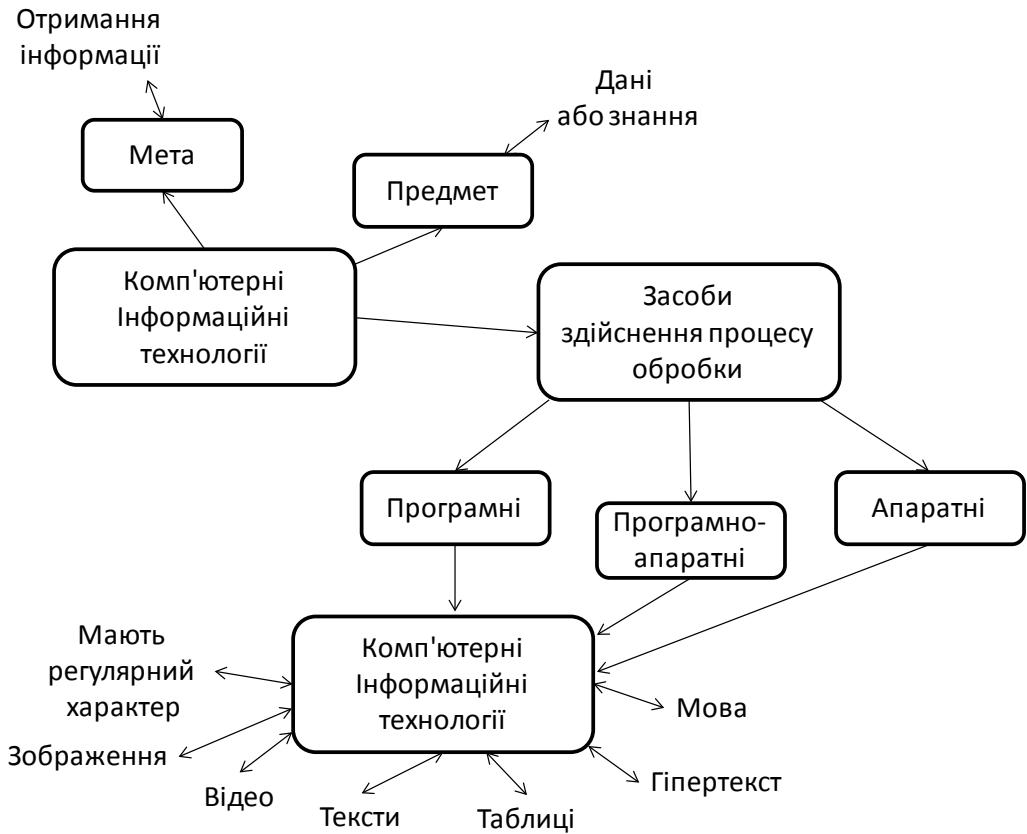 Отримання
інформації
Дані
або знання
Мета
Предмет
Комп'ютерні
Інформаційні
технології
Засоби
здійснення процесу
обробки
Програмні
Програмно-
апаратні
Апаратні
Мають
регулярний
характер
Комп'ютерні
Інформаційні
технології
Мова
Зображення
Гіпертекст
Відео
Тексти
Таблиці